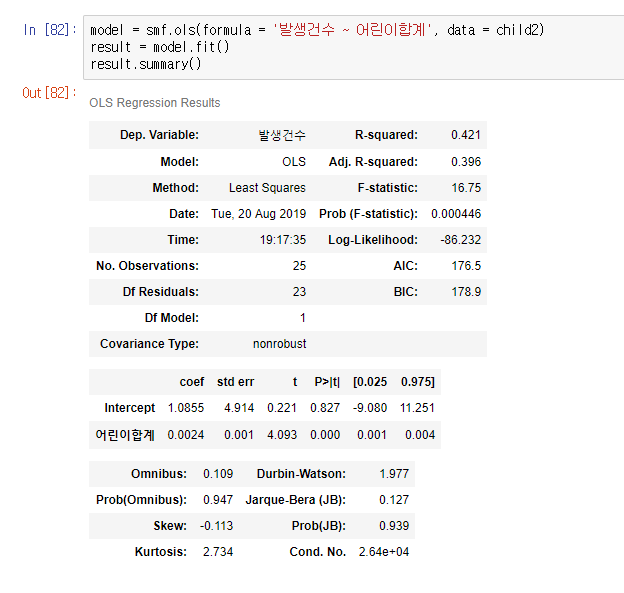 In [82]: model = smf.ols(formula = '발생건수 ~ 어린이합계', data = child2)
result = model.fit()
result.summary()
Out[82]: OLS Regression Results
Dep. Variable: 발생건수 R-squared: 0.421
Model: OLS Adj. R-squared: 0.396
Method: Least Squares F-statistic: 16.75
Date: Tue, 20 Aug 2019 Prob (F-statistic): 0.000446
Time: 19:17:35 Log-Likelihood: -86.232
No. Observations: 25 AIC: 176.5
Df Residuals: 23 BIC: 178.9
Df Model: 1
Covariance Type: nonrobust
coef std err t P>|t| [0.025 0.975]
Intercept 1.0855 4.914 0.221 0.827 -9.080 11.251
어린이합계 0.0024 0.001 4.093 0.000 0.001 0.004
Omnibus: 0.109 Durbin-Watson: 1.977
Prob(Omnibus): 0.947 Jarque-Bera (JB): 0.127
Skew: -0.113 Prob(JB): 0.939
Kurtosis: 2.734 Cond. No. 2.64e+04